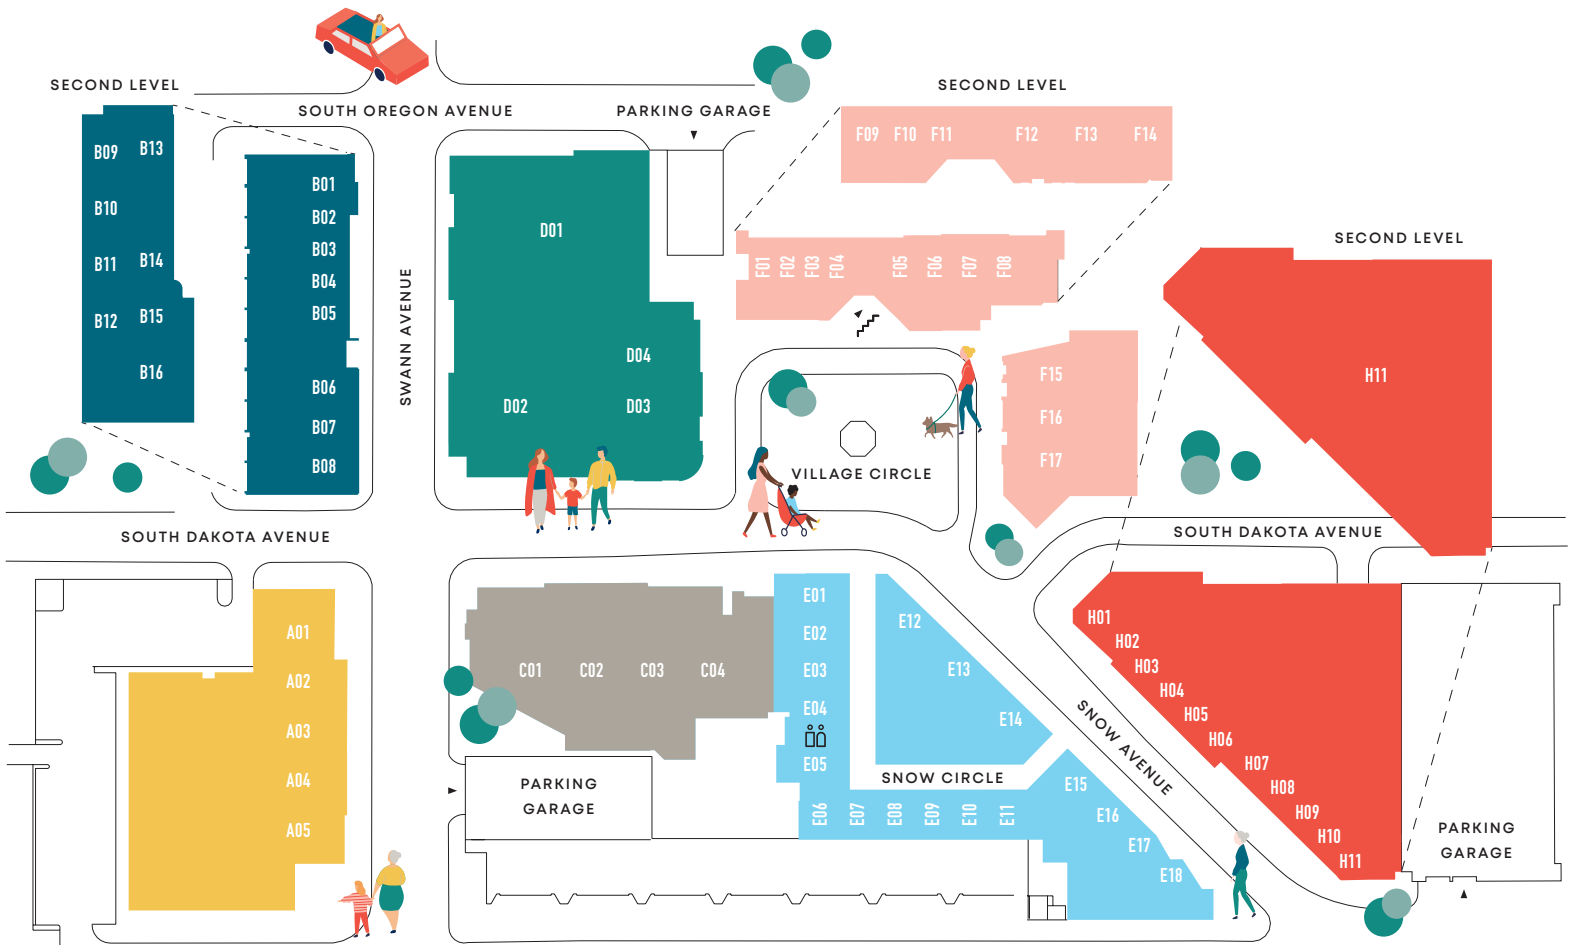 SECOND LEVEL
SOUTH OREGON AVENUE
PARKING GARAGE
SECOND LEVEL
B09
B13
B10
B11
B14
B12
B15
B16
B01
B02
B03
B04
B05
B06
B07
B08
SWANN AVENUE
D01
D04
D02
D03
F09 F10 F11 F12 F13 F14
F01 F02 F03 F04 F05 F06 F07 F08
F15
F16
F17
SECOND LEVEL
H11
VILLAGE CIRCLE
SOUTH DAKOTA AVENUE
SOUTH DAKOTA AVENUE
A01
A02
A03
A04
A05
C01 C02 C03 C04
PARKING
GARAGE
E01
E02
E03
E04
E05
E06 E07 E08 E09 E10 E11
E12
E13
E14
SNOW CIRCLE
E15
E16
E17
E18
SNOW AVENUE
H01
H02
H03
H04
H05
H06
H07
H08
H09
H10
H11
PARKING
GARAGE